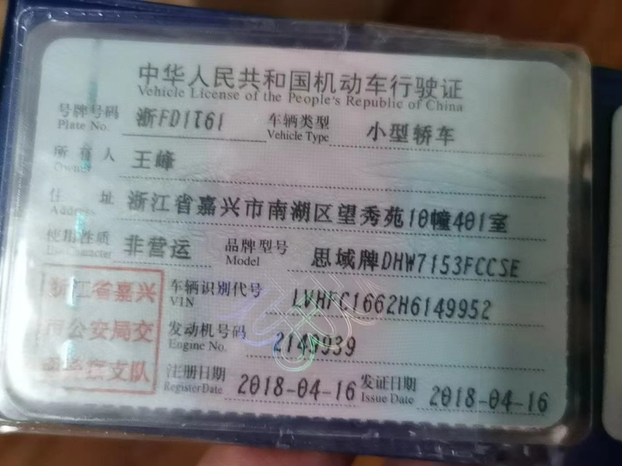 中华人民共和国机动车行驶证
Vehicle License of the People's Republic of China
号牌号码 浙FD1T61 车辆类型 小型轿车
Plate No. Vehicle Type
所有人 王峰
Owner
住址 浙江省嘉兴市南湖区望秀苑10幢401室
Address
使用性质 非营运 品牌型号 思域牌DHW7153FCCSE
Model
浙江省嘉兴 车辆识别代号 LVHFC1662H6149952
VIN
市公安局交 发动机号码 2149939
Engine No.
支队 注册日期 2018-04-16 发证日期 2018-04-16
Register Date Issue Date